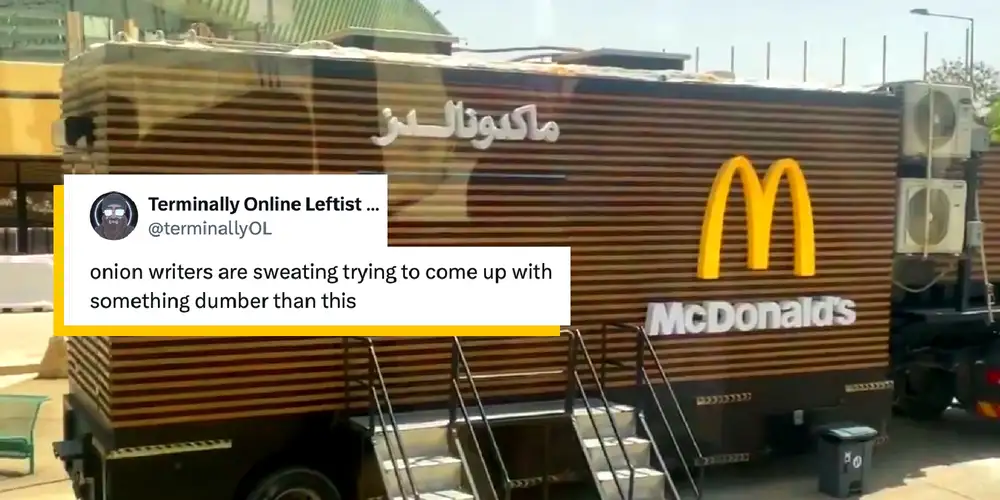 ماكدونالدز
Terminally Online Leftist ...
@terminallyOL
onion writers are sweating trying to come up with
something dumber than this
McDonald's